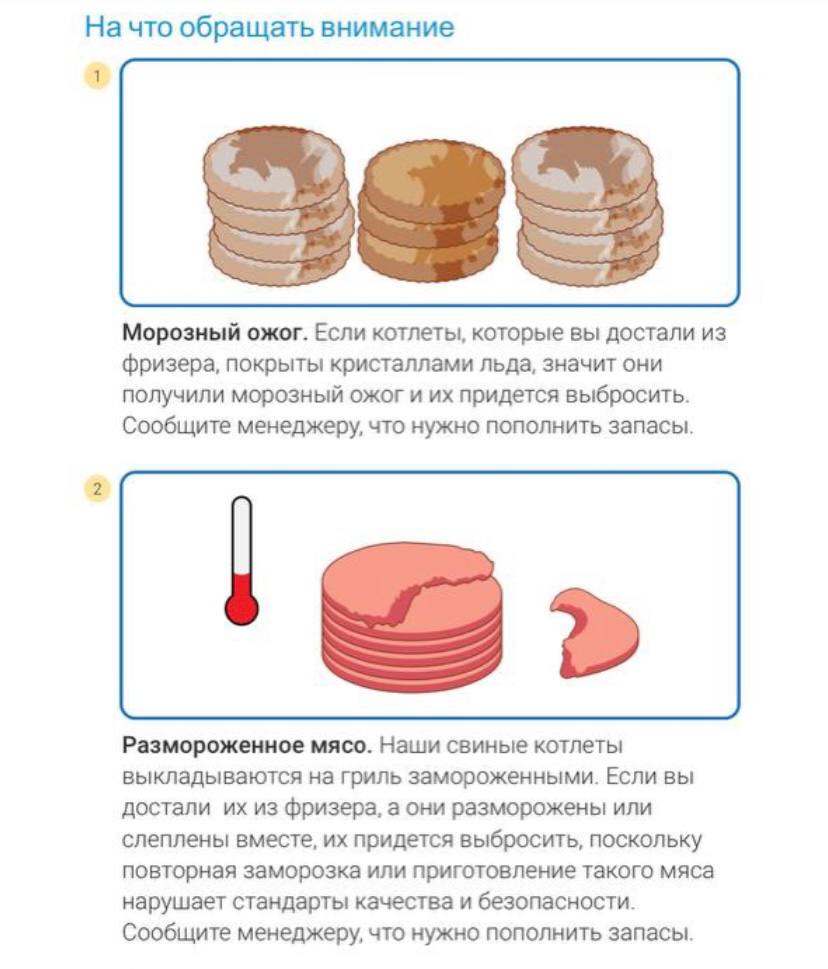 На что обращать внимание
1
Морозный ожог. Если котлеты, которые вы достали из
фризера, покрыты кристаллами льда, значит они
получили морозный ожог и их придется выбросить.
Сообщите менеджеру, что нужно пополнить запасы.
2
Размороженное мясо. Наши свиные котлеты
выкладываются на гриль замороженными. Если вы
достали  их из фризера, а они разморожены или
слеплены вместе, их придется выбросить, поскольку
повторная заморозка или приготовление такого мяса
нарушает стандарты качества и безопасности.
Сообщите менеджеру, что нужно пополнить запасы.